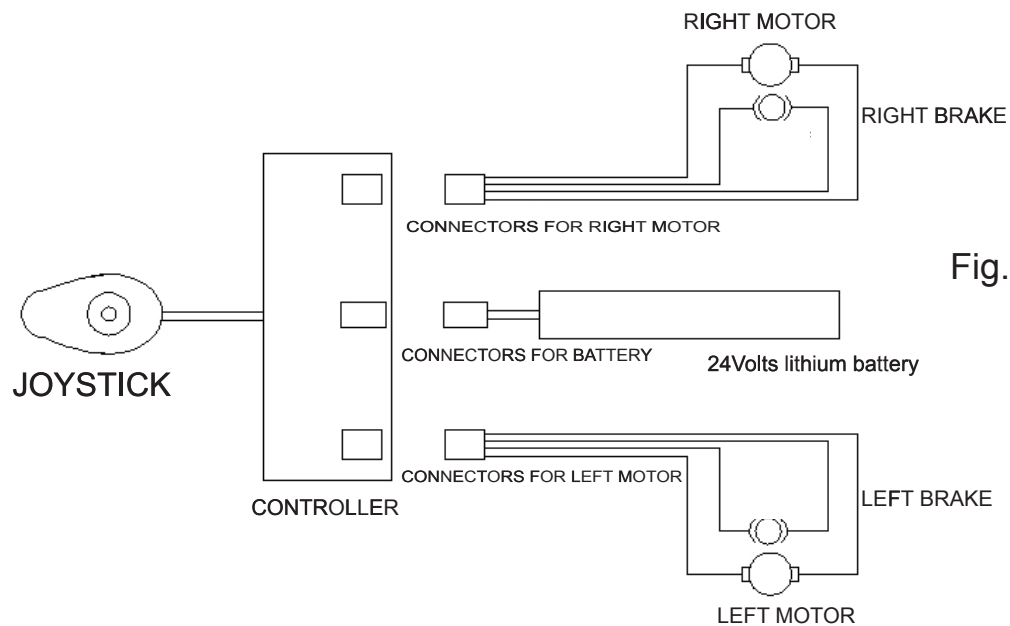 RIGHT MOTOR
RIGHT BRAKE
CONNECTORS FOR RIGHT MOTOR
Fig.
JOYSTICK
CONNECTORS FOR BATTERY
24Volts lithium battery
CONTROLLER
CONNECTORS FOR LEFT MOTOR
LEFT BRAKE
LEFT MOTOR